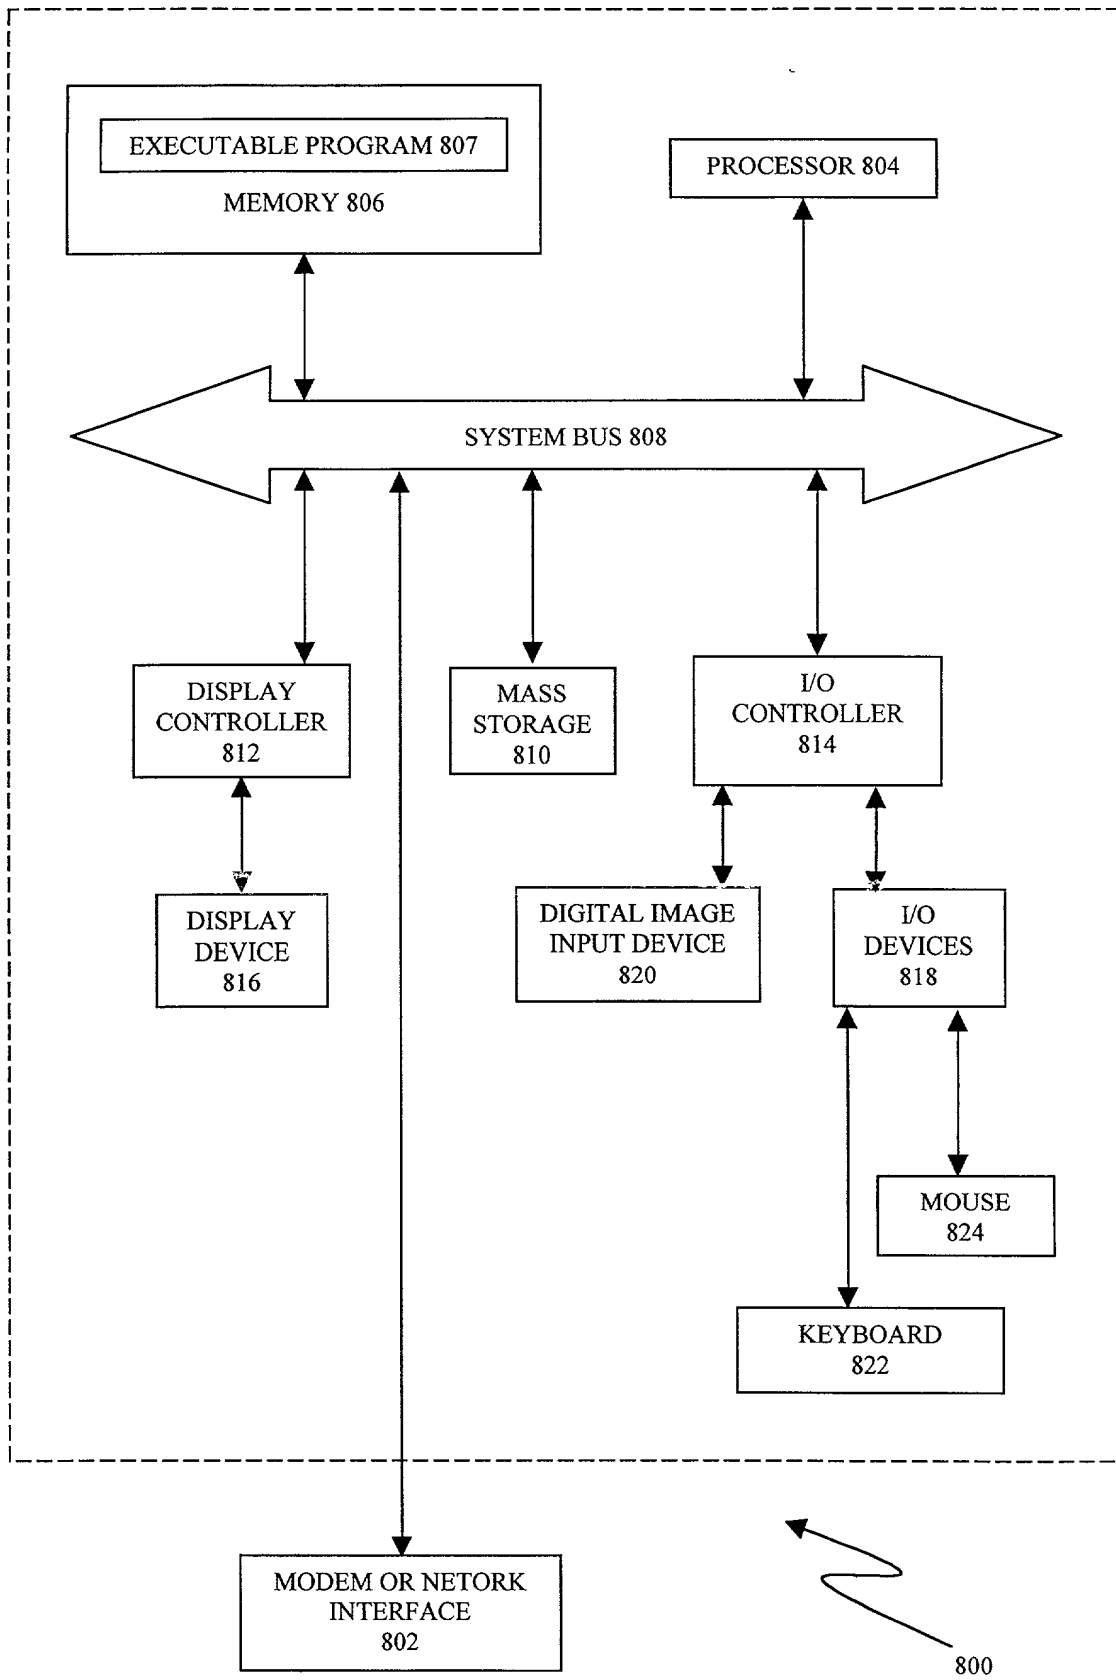 EXECUTABLE PROGRAM 807
MEMORY 806
PROCESSOR 804
SYSTEM BUS 808
DISPLAY
CONTROLLER
812
MASS
STORAGE
810
I/O
CONTROLLER
814
DISPLAY
DEVICE
816
DIGITAL IMAGE
INPUT DEVICE
820
I/O
DEVICES
818
MOUSE
824
KEYBOARD
822
MODEM OR NETORK
INTERFACE
802
800